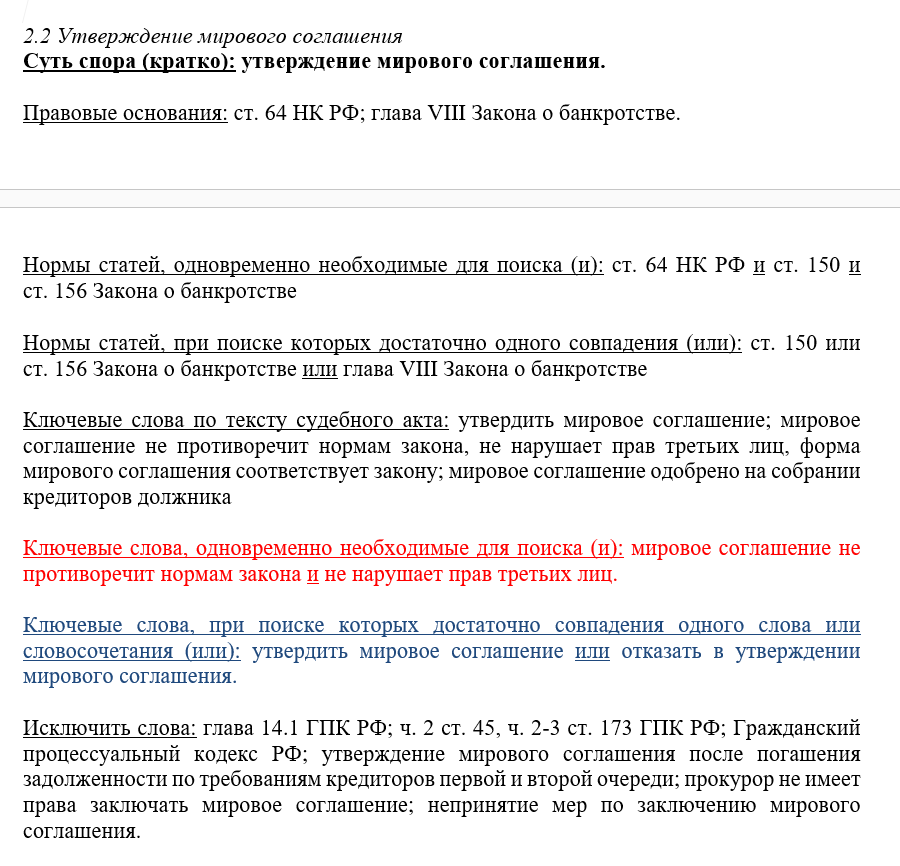 2.2 Утверждение мирового соглашения
Суть спора (кратко): утверждение мирового соглашения.
Правовые основания: ст. 64 НК РФ; глава VIII Закона о банкротстве.
Нормы статей, одновременно необходимые для поиска (и): ст. 64 НК РФ и ст. 150 и
ст. 156 Закона о банкротстве
Нормы статей, при поиске которых достаточно одного совпадения (или): ст. 150 или
ст. 156 Закона о банкротстве или глава VIII Закона о банкротстве
Ключевые слова по тексту судебного акта: утвердить мировое соглашение; мировое
соглашение не противоречит нормам закона, не нарушает прав третьих лиц, форма
мирового соглашения соответствует закону; мировое соглашение одобрено на собрании
кредиторов должника
Ключевые слова, одновременно необходимые для поиска (и): мировое соглашение не
противоречит нормам закона и не нарушает прав третьих лиц.
Ключевые слова, при поиске которых достаточно совпадения одного слова или
словосочетания (или): утвердить мировое соглашение или отказать в утверждении
мирового соглашения.
Исключить слова: глава 14.1 ГПК РФ; ч. 2 ст. 45, ч. 2-3 ст. 173 ГПК РФ; Гражданский
процессуальный кодекс РФ; утверждение мирового соглашения после погашения
задолженности по требованиям кредиторов первой и второй очереди; прокурор не имеет
права заключать мировое соглашение; непринятие мер по заключению мирового
соглашения.